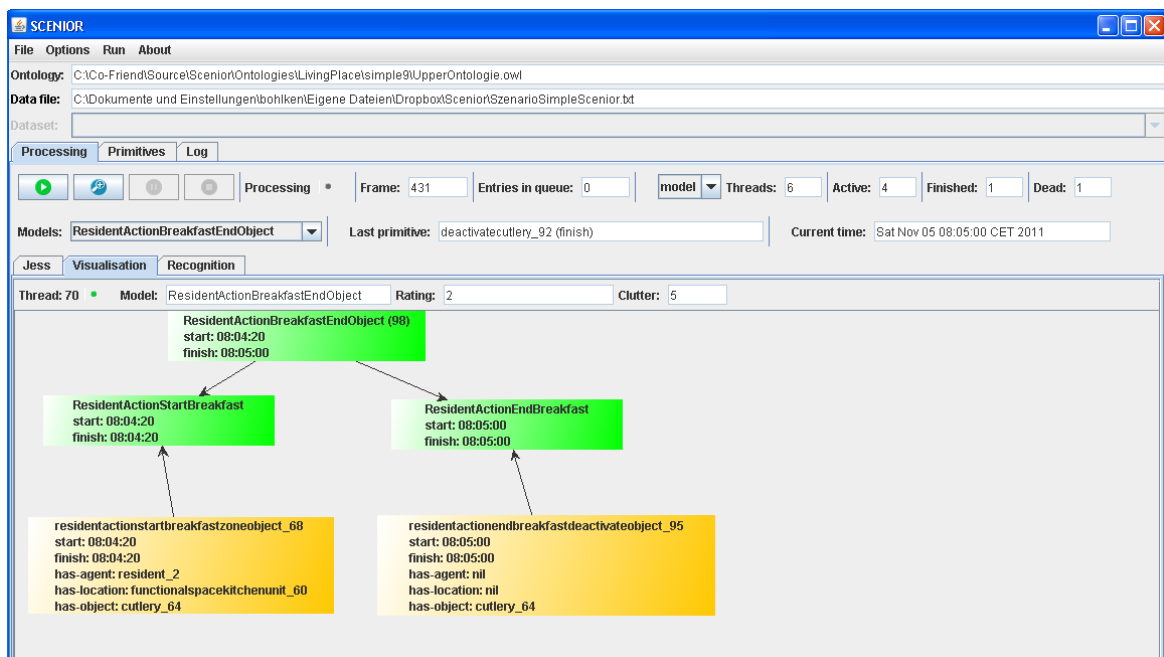 SCENIOR
File Options Run About
Ontology: C:\Co-Friend\Source\Scenior\Ontologies\LivingPlace\simple9\UpperOntologie.owl
Data file: C:\Dokumente und Einstellungen\bohlken\Eigene Dateien\Dropbox\Scenior\SzenarioSimpleScenior.txt
Dataset:
Processing Primitives Log
Processing Frame: 431 Entries in queue: 0 model Threads: 6 Active: 4 Finished: 1 Dead: 1
Models: ResidentActionBreakfastEndObject Last primitive: deactivatecutlery_92 (finish) Current time: Sat Nov 05 08:05:00 CET 2011
Jess Visualisation Recognition
Thread: 70 Model: ResidentActionBreakfastEndObject Rating: 2 Clutter: 5
ResidentActionBreakfastEndObject (98)
start: 08:04:20
finish: 08:05:00
ResidentActionStartBreakfast
start: 08:04:20
finish: 08:04:20
ResidentActionEndBreakfast
start: 08:05:00
finish: 08:05:00
residentactionstartbreakfastzoneobject_68
start: 08:04:20
finish: 08:04:20
has-agent: resident_2
has-location: functionalspacekitchenunit_60
has-object: cutlery_64
residentactionendbreakfastdeactivateobject_95
start: 08:05:00
finish: 08:05:00
has-agent: nil
has-location: nil
has-object: cutlery_64